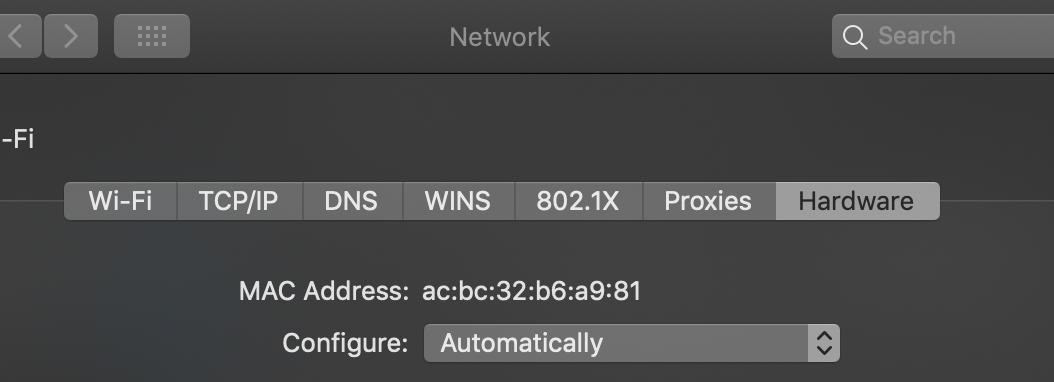 Network
Search
-Fi
Wi-Fi TCP/IP DNS WINS 802.1X Proxies Hardware
MAC Address: ac:bc:32:b6:a9:81
Configure: Automatically